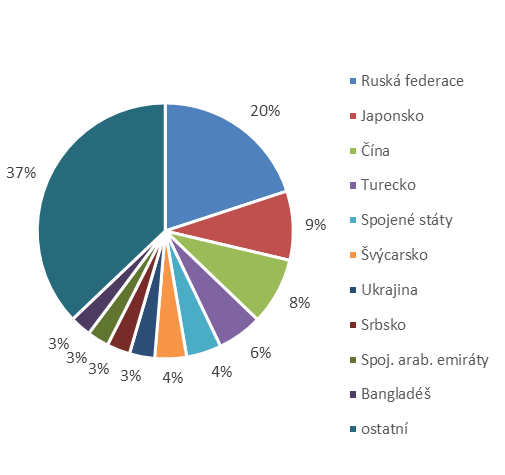 20%
9%
8%
6%
4%
4%
3%
3%
3%
3%
37%
Ruská federace
Japonsko
Čína
Turecko
Spojené státy
Švýcarsko
Ukrajina
Srbsko
Spoj. arab. emiráty
Bangladéš
ostatní